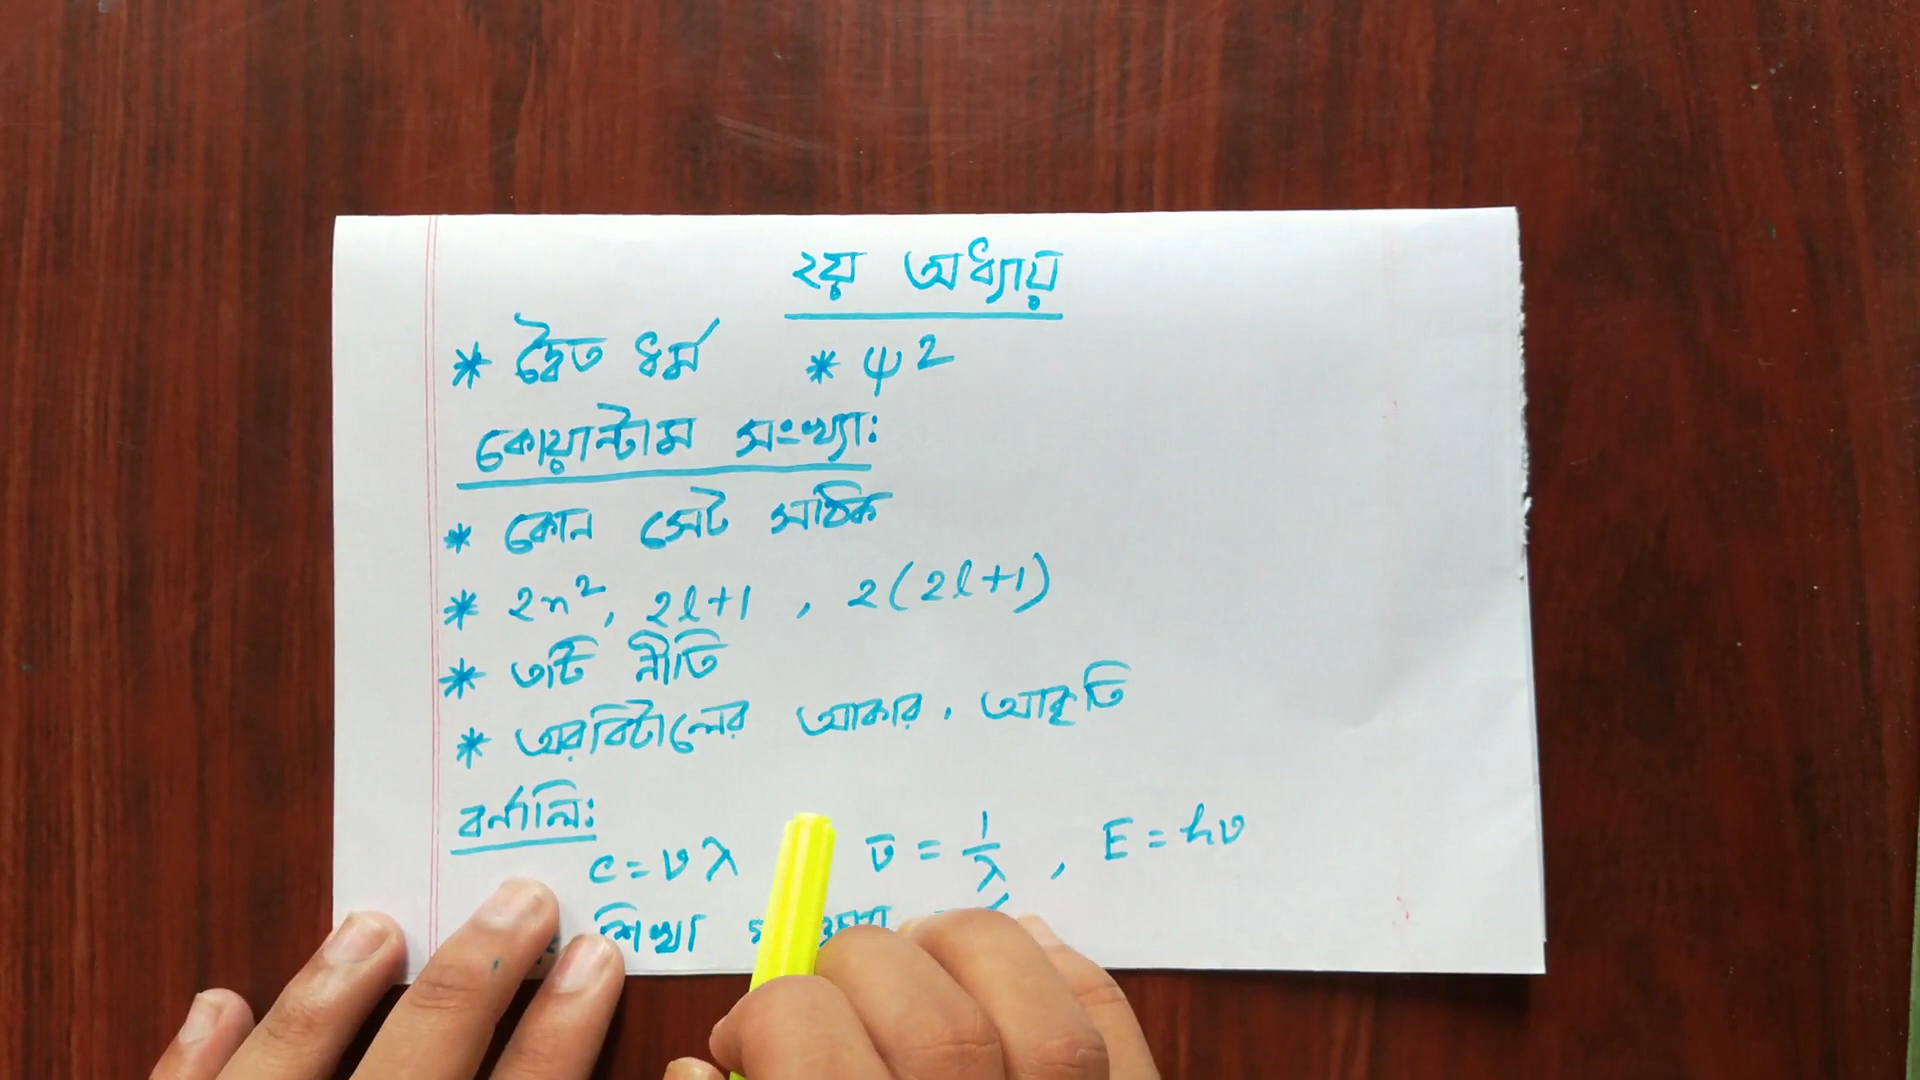 ২য় অধ্যায়
* দ্বৈত ধর্ম * ψ2
কোয়ান্টাম সংখ্যা:
* কোন সেট সঠিক
* 2n², 2l+1 , 2(2l+1)
* ৩টি নীতি
* অরবিটালের আকার, আকৃতি
বর্ণালি:
c=υλ ῡ = 1/λ , E = hυ
শিখা